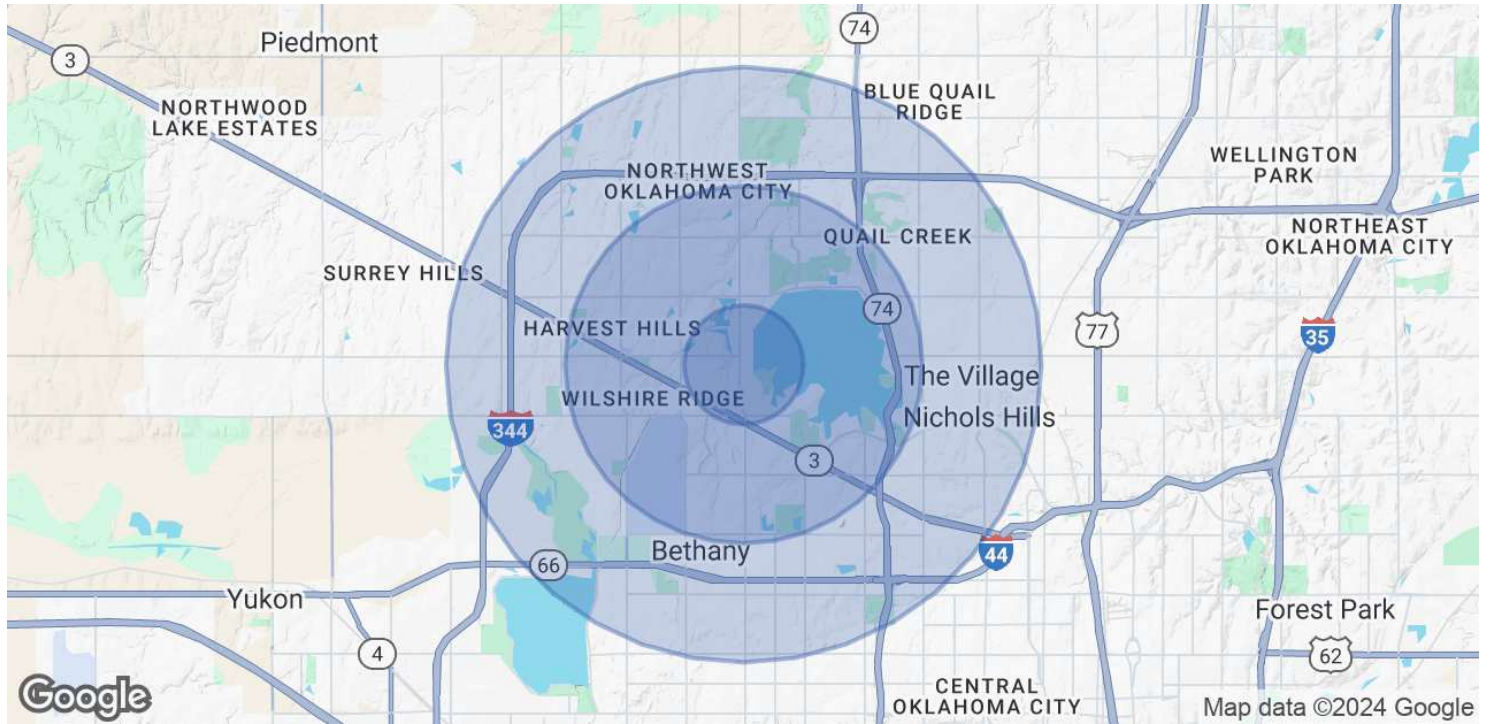 74
Piedmont
3
BLUE QUAIL
RIDGE
NORTHWOOD
LAKE ESTATES
WELLINGTON
PARK
NORTHWEST
OKLAHOMA CITY
NORTHEAST
OKLAHOMA CITY
QUAIL CREEK
SURREY HILLS
74
HARVEST HILLS
77
35
The Village
WILSHIRE RIDGE
Nichols Hills
344
3
Bethany
44
66
Yukon
Forest Park
4
62
CENTRAL
OKLAHOMA CITY
Google
Map data ©2024 Google